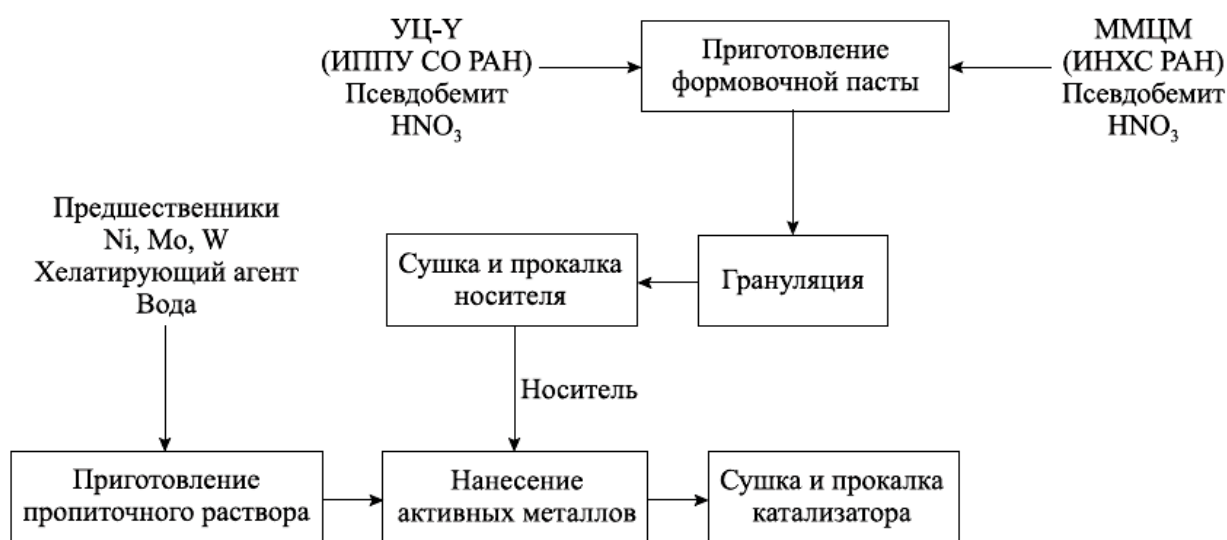 УЦ-Y
(ИППУ СО РАН)
Псевдобемит
HNO₃
Приготовление
формовочной пасты
ММЦМ
(ИНХС РАН)
Псевдобемит
HNO₃
Предшественники
Ni, Mo, W
Хелатирующий агент
Вода
Сушка и прокалка
носителя
Грануляция
Носитель
Приготовление
пропиточного раствора
Нанесение
активных металлов
Сушка и прокалка
катализатора